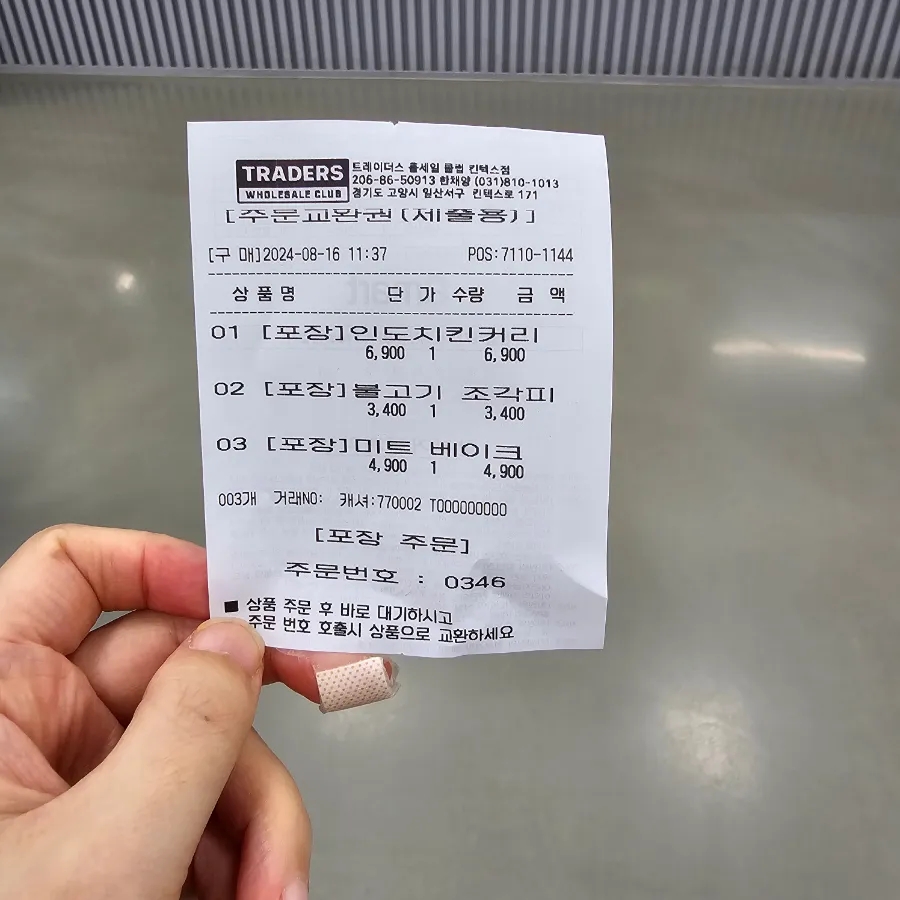 TRADERS
WHOLESALE CLUB
트레이더스 홀세일 클럽 킨텍스점
206-86-50913 한채양 (031)810-1013
경기도 고양시 일산서구 킨텍스로 171
[주문교환권(제출용)]
[구 매]2024-08-16 11:37 POS:7110-1144
상 품 명 단 가 수량 금 액
01 [포장]인도치킨커리
6,900 1 6,900
02 [포장]불고기 조각피
3,400 1 3,400
03 [포장]미트 베이크
4,900 1 4,900
003개 거래NO: 캐셔:770002 T000000000
[포장 주문]
주문번호 : 0346
■ 상품 주문 후 바로 대기하시고
주문 번호 호출시 상품으로 교환하세요